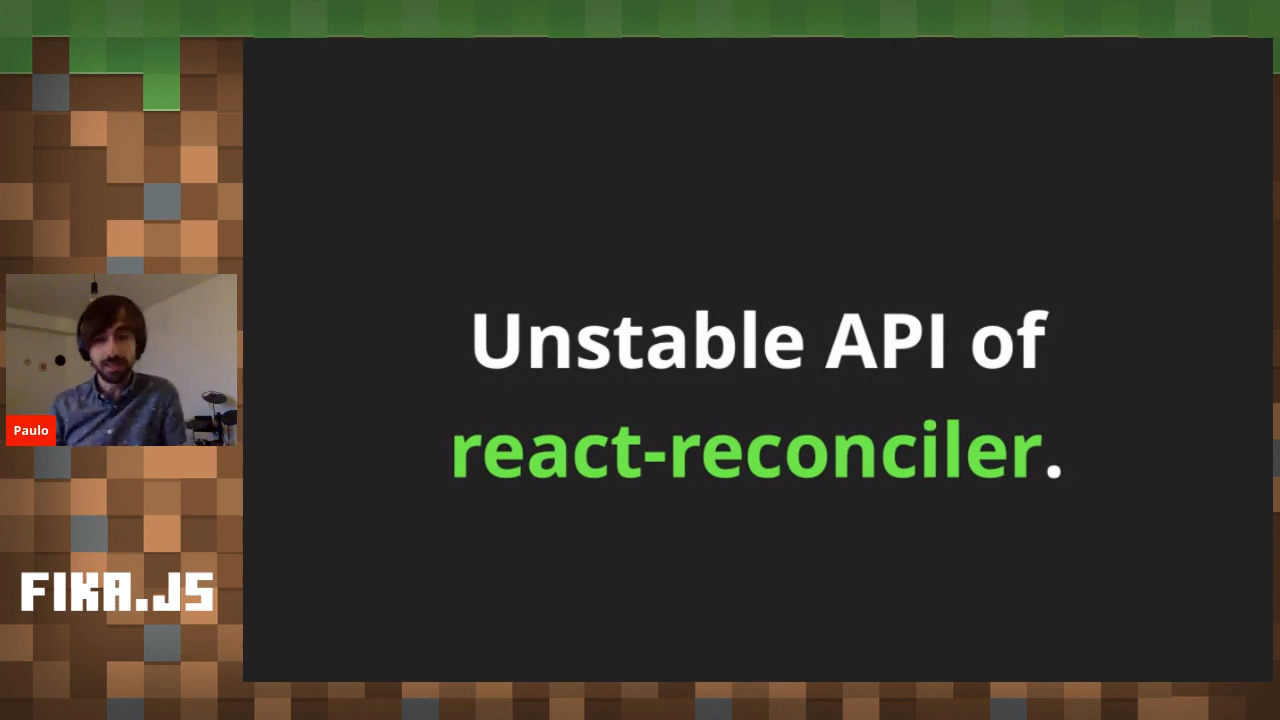 Unstable API of
react-reconciler.
Paulo
FIKA.JS